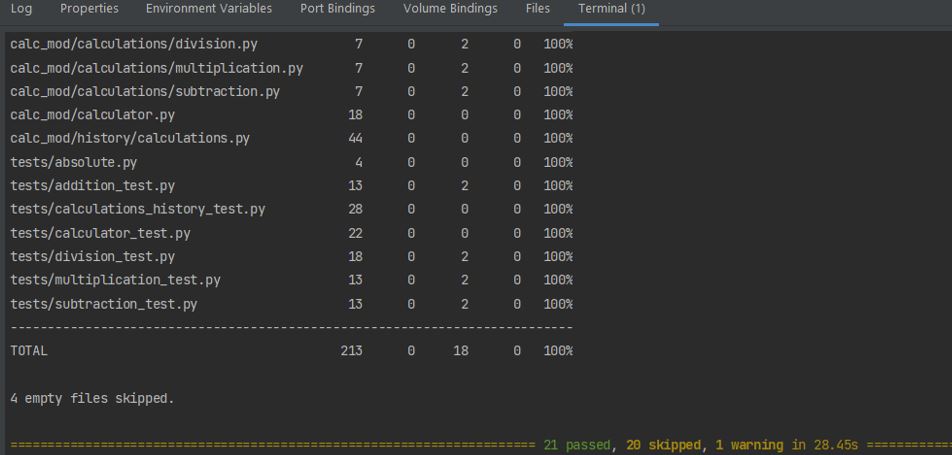 Log Properties Environment Variables Port Bindings Volume Bindings Files Terminal (1)
calc_mod/calculations/division.py 7 0 2 0 100%
calc_mod/calculations/multiplication.py 7 0 2 0 100%
calc_mod/calculations/subtraction.py 7 0 2 0 100%
calc_mod/calculator.py 18 0 0 0 100%
calc_mod/history/calculations.py 44 0 0 0 100%
tests/absolute.py 4 0 0 0 100%
tests/addition_test.py 13 0 2 0 100%
tests/calculations_history_test.py 28 0 0 0 100%
tests/calculator_test.py 22 0 0 0 100%
tests/division_test.py 18 0 2 0 100%
tests/multiplication_test.py 13 0 2 0 100%
tests/subtraction_test.py 13 0 2 0 100%
---------------------------------------------------------------------------
TOTAL 213 0 18 0 100%
4 empty files skipped.
====================================================================== 21 passed, 20 skipped, 1 warning in 28.45s ============